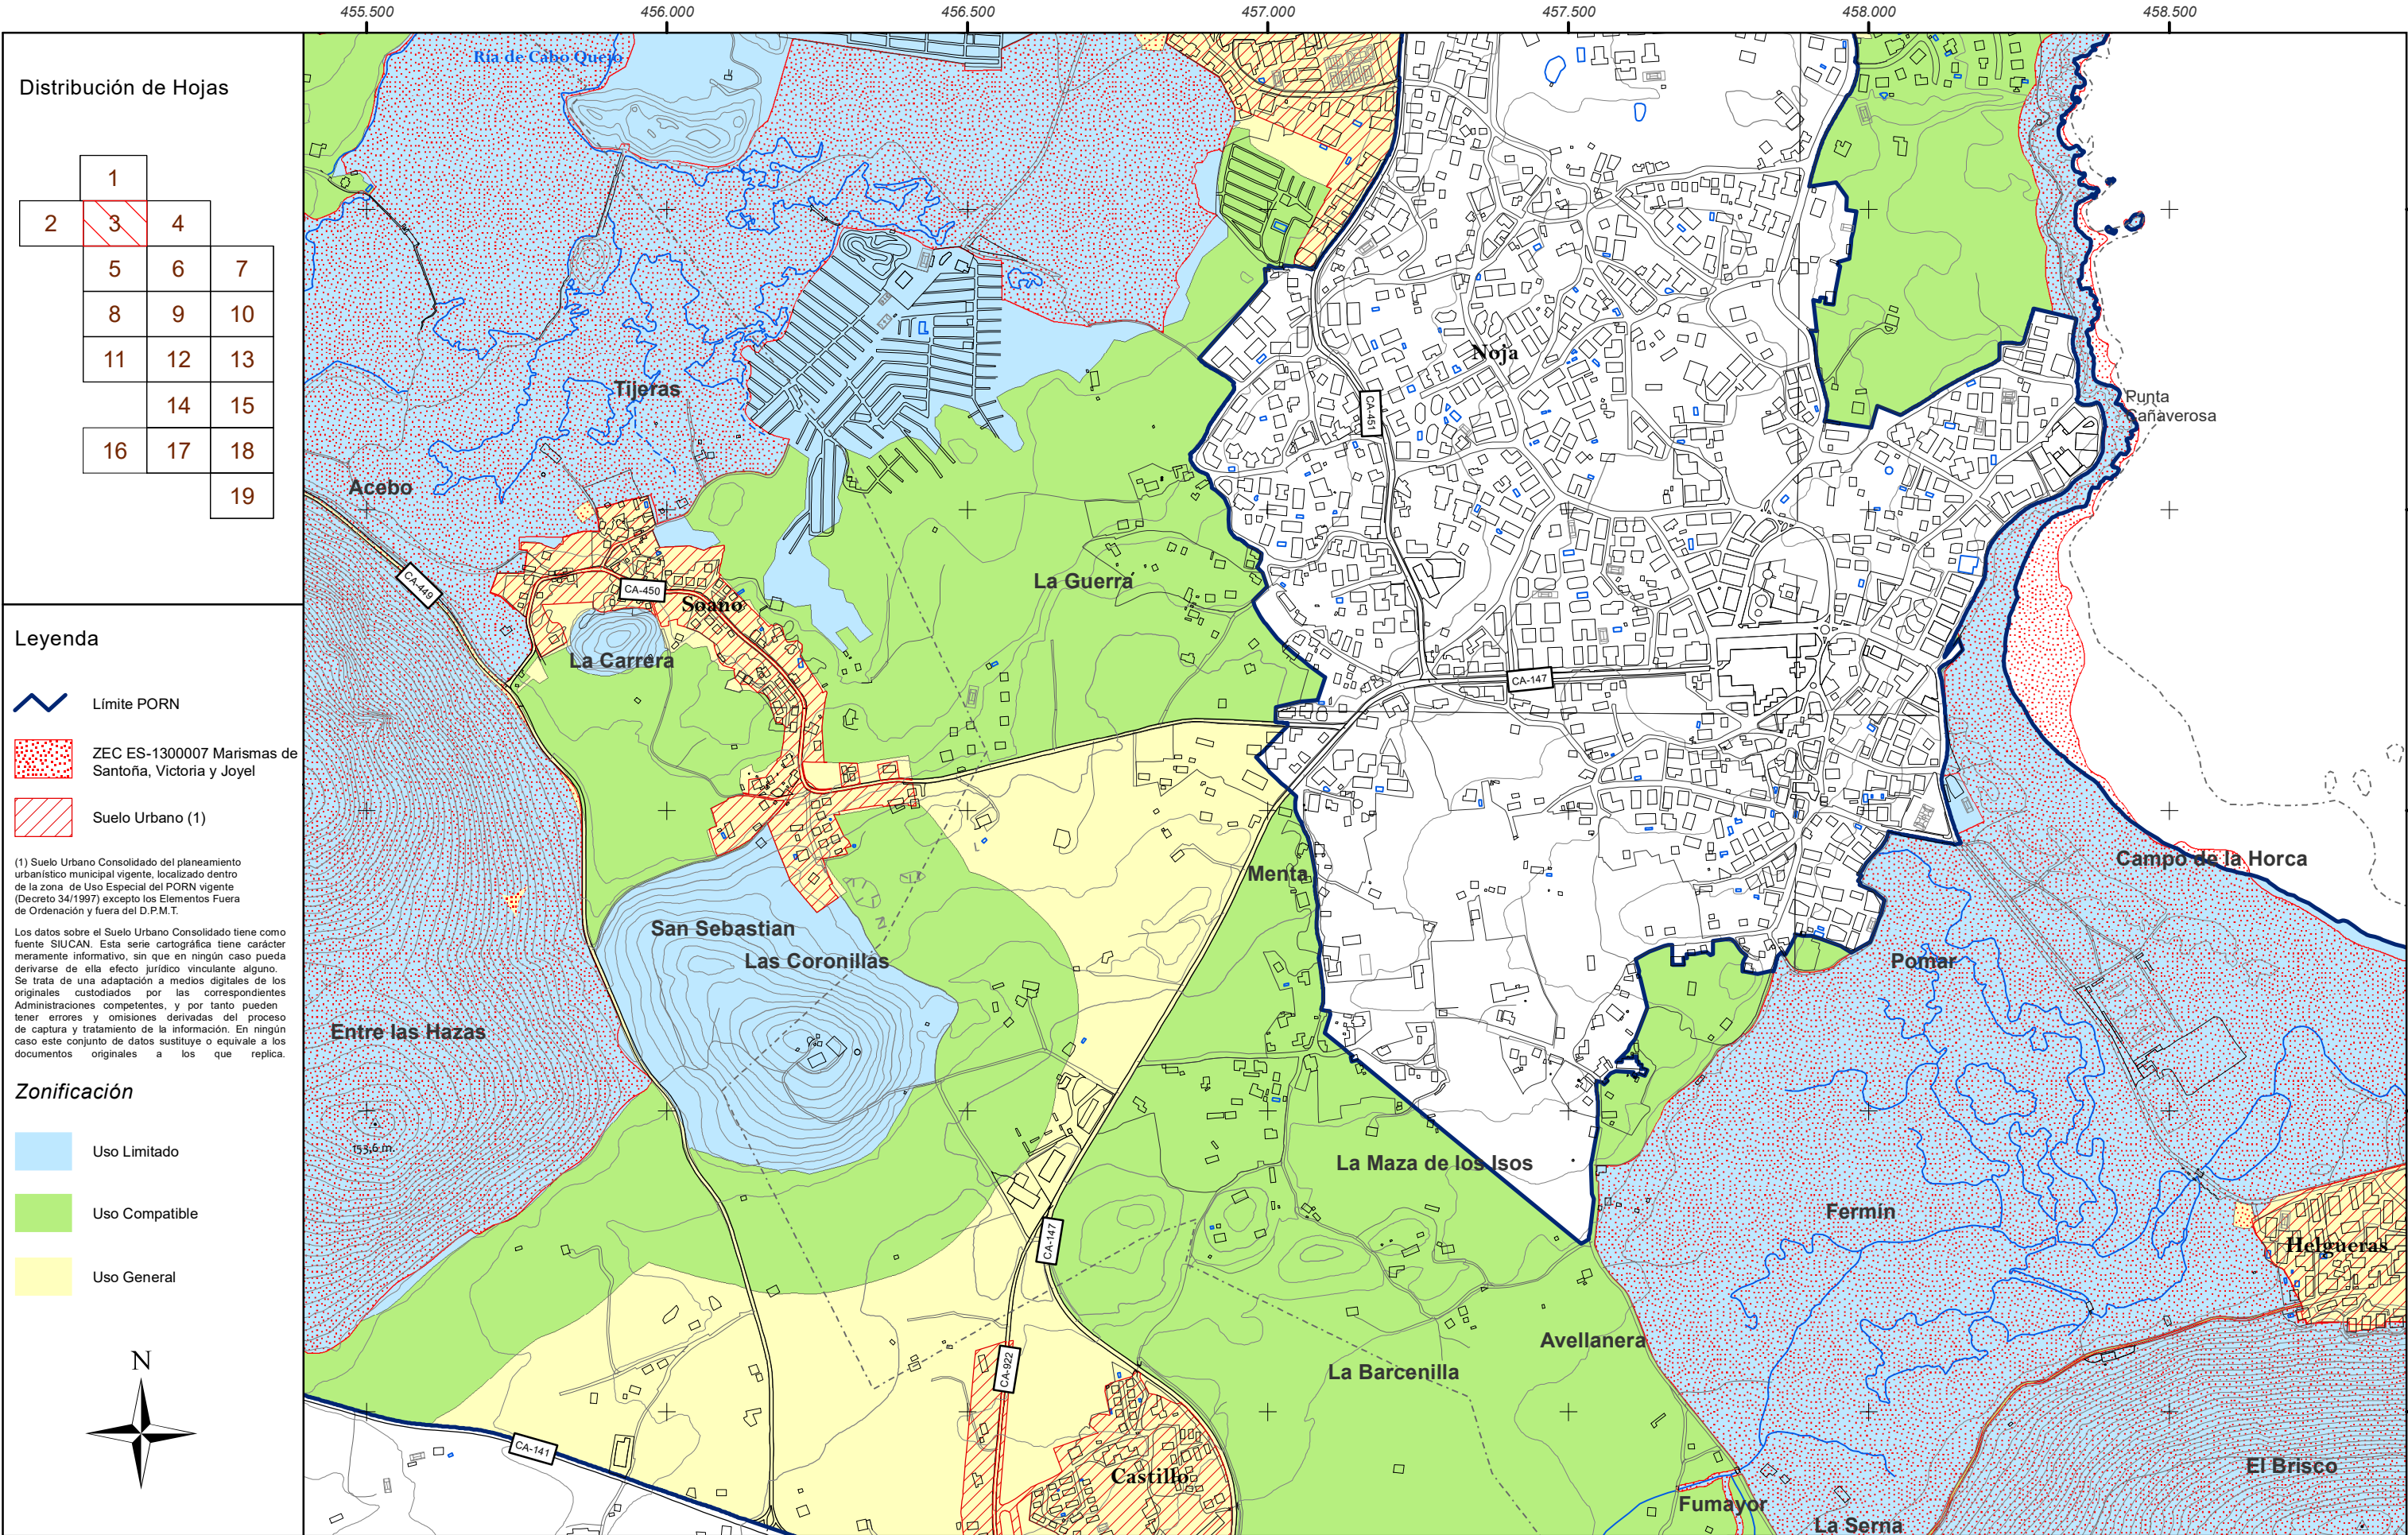 455.500 456.000 456.500 457.000 457.500 458.000 458.500
Distribución de Hojas
1
2 3 4
5 6 7
8 9 10
11 12 13
14 15
16 17 18
19
Leyenda
Límite PORN
ZEC ES-1300007 Marismas de
Santoña, Victoria y Joyel
Suelo Urbano (1)
(1) Suelo Urbano Consolidado del planeamiento
urbanístico municipal vigente, localizado dentro
de la zona de Uso Especial del PORN vigente
(Decreto 34/1997) excepto los Elementos Fuera
de Ordenación y fuera del D.P.M.T.
Los datos sobre el Suelo Urbano Consolidado tiene como
fuente SIUCAN. Esta serie cartográfica tiene carácter
meramente informativo, sin que en ningún caso pueda
derivarse de ella efecto jurídico vinculante alguno.
Se trata de una adaptación a medios digitales de los
originales custodiados por las correspondientes
Administraciones competentes, y por tanto pueden
tener errores y omisiones derivadas del proceso
de captura y tratamiento de la información. En ningún
caso este conjunto de datos sustituye o equivale a los
documentos originales a los que replica.
Zonificación
Uso Limitado
Uso Compatible
Uso General
N
Ría de Cabo Quejo
Noja
Tijeras
CA-451
Punta
Cañaverosa
Acebo
CA-449
CA-450
La Guerra
Soano
La Carrera
CA-147
Campo de la Horca
Menta
San Sebastian
Las Coronillas
Pomar
Entre las Hazas
153,6 m.
La Maza de los Isos
Fermín
CA-147
Helgueras
Avellanera
CA-922
La Barcenilla
CA-141
Castillo
El Brisco
Fumayor
La Serna